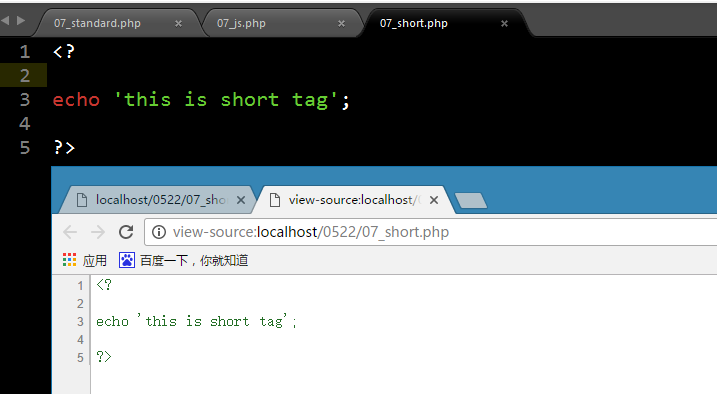 07_standard.php × 07_js.php × 07_short.php ×
1 <?
2
3 echo 'this is short tag';
4
5 ?>
localhost/0522/07_sho × view-source:localhost/ ×
view-source:localhost/0522/07_short.php
应用 百度一下，你就知道
1 <?
2
3 echo 'this is short tag';
4
5 ?>